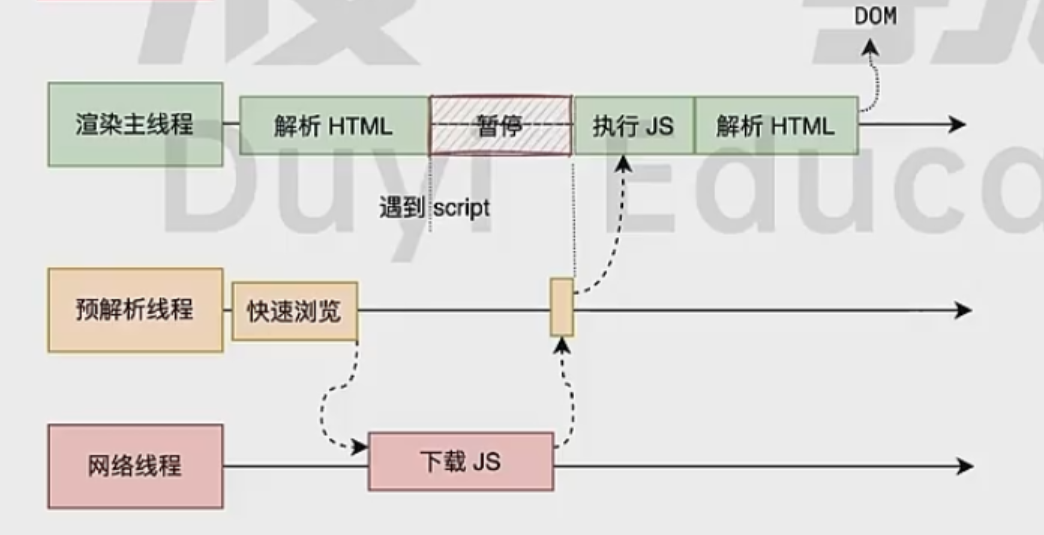 DOM
渲染主线程
解析 HTML
暂停
执行 JS
解析 HTML
遇到 script
预解析线程
快速浏览
网络线程
下载 JS
Duyi Educa